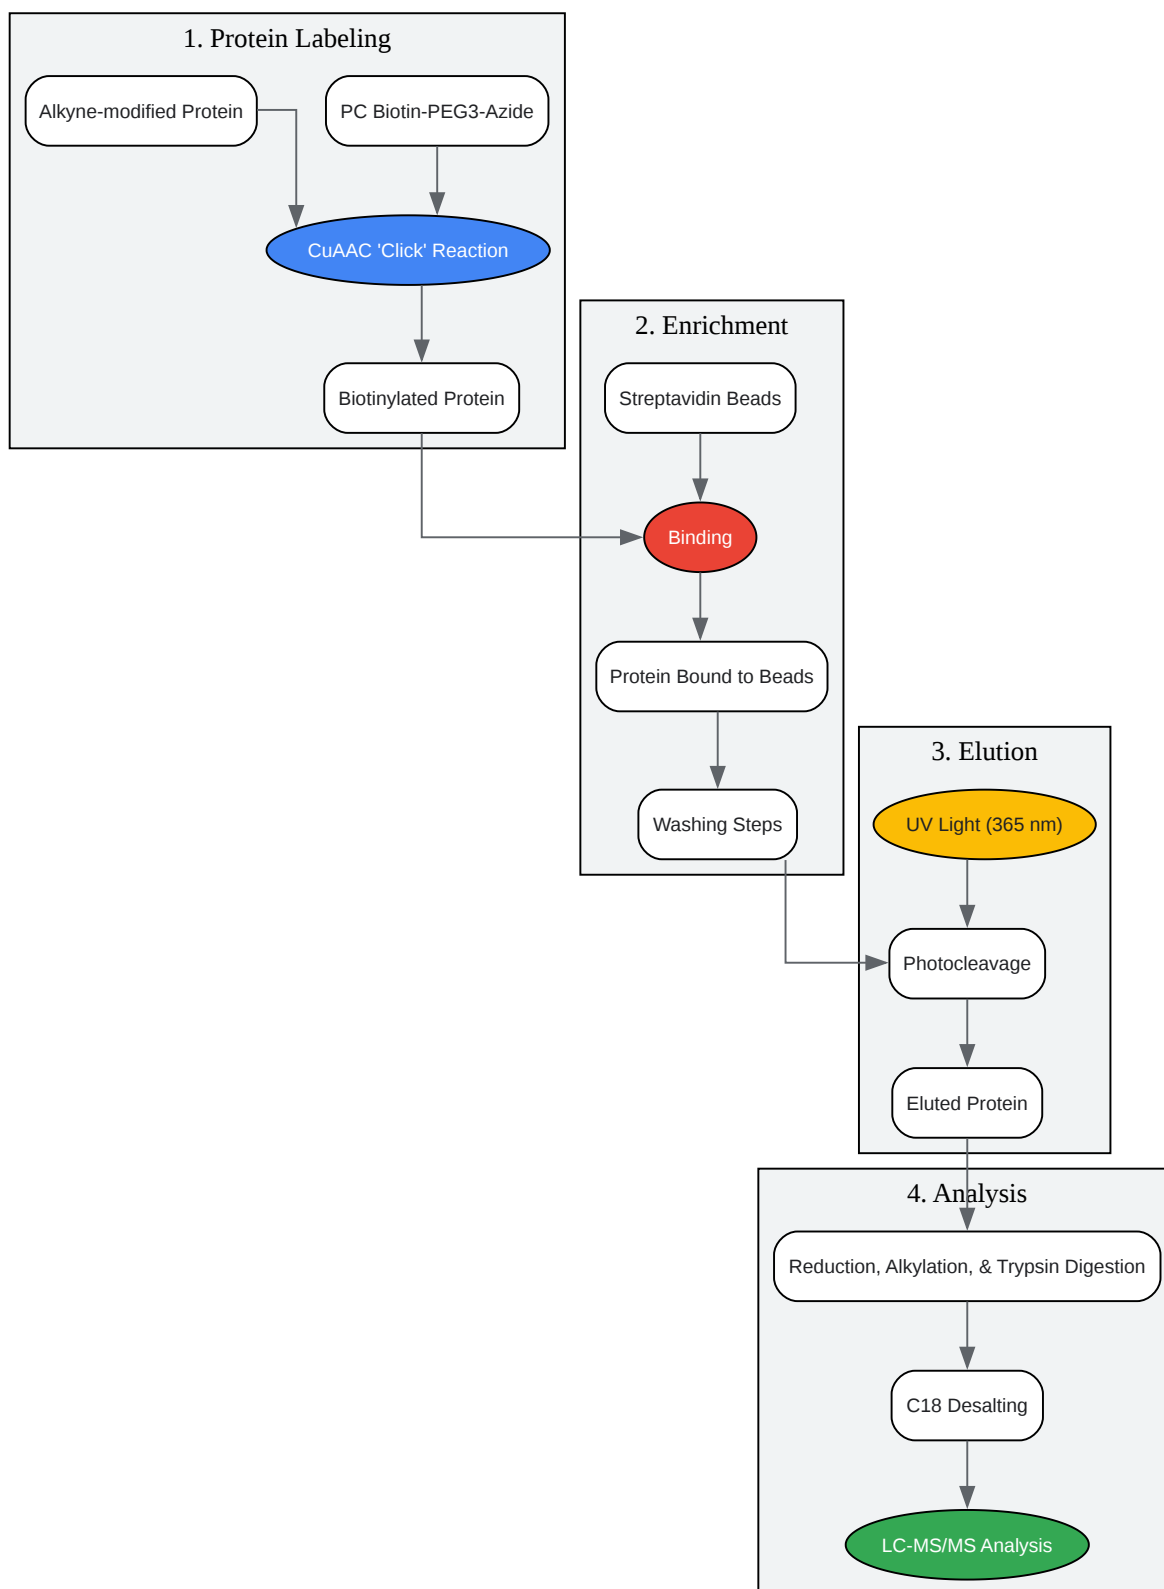 1. Protein Labeling
Alkyne-modified Protein
PC Biotin-PEG3-Azide
CuAAC 'Click' Reaction
Biotinylated Protein
2. Enrichment
Streptavidin Beads
Binding
Protein Bound to Beads
Washing Steps
3. Elution
UV Light (365 nm)
Photocleavage
Eluted Protein
4. Analysis
Reduction, Alkylation, & Trypsin Digestion
C18 Desalting
LC-MS/MS Analysis